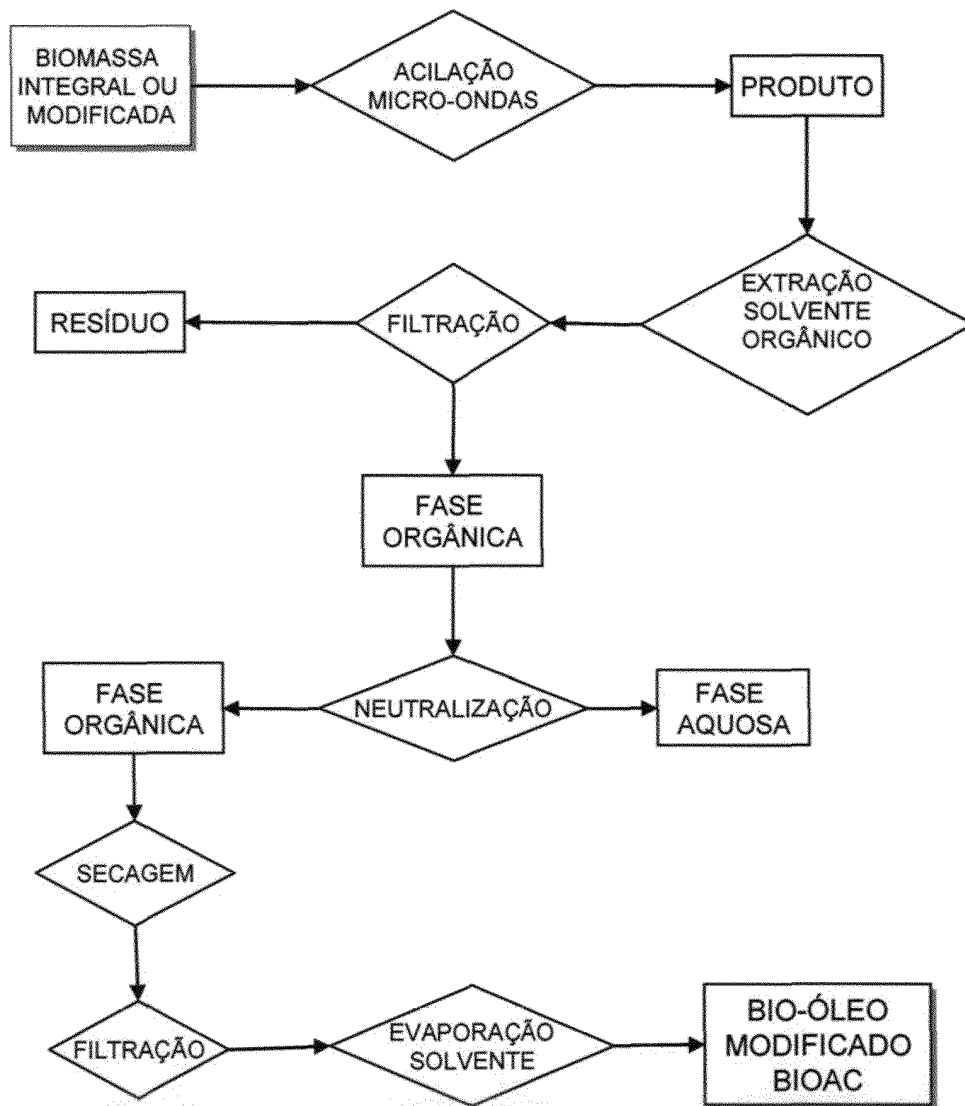 BIOMASSA
INTEGRAL OU
MODIFICADA
ACILAÇÃO
MICRO-ONDAS
PRODUTO
EXTRAÇÃO
SOLVENTE
ORGÂNICO
FILTRAÇÃO
RESÍDUO
FASE
ORGÂNICA
NEUTRALIZAÇÃO
FASE
ORGÂNICA
FASE
AQUOSA
SECAGEM
FILTRAÇÃO
EVAPORAÇÃO
SOLVENTE
BIO-ÓLEO
MODIFICADO
BIOAC